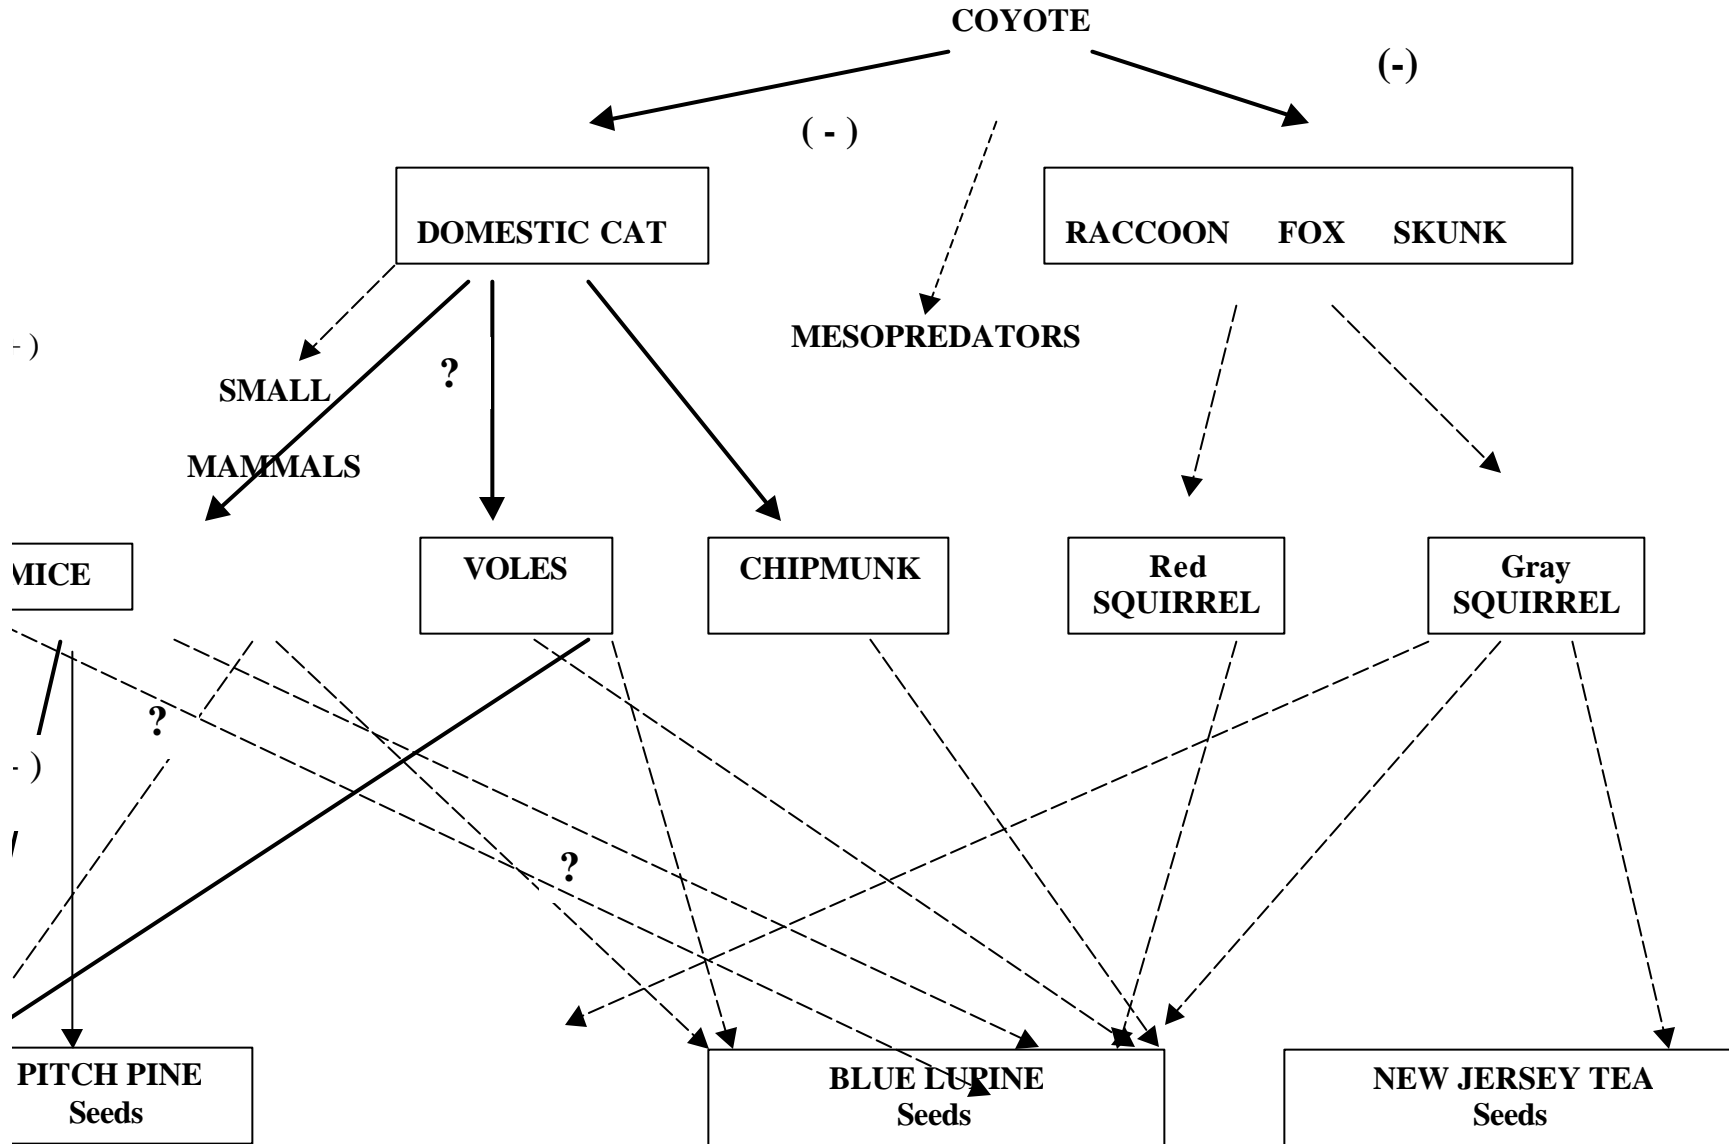 COYOTE
(-)
( - )
DOMESTIC CAT
RACCOON FOX SKUNK
MESOPREDATORS
- )
?
SMALL
MAMMALS
MICE
VOLES
CHIPMUNK
Red
SQUIRREL
Gray
SQUIRREL
?
- )
?
PITCH PINE
Seeds
BLUE LUPINE
Seeds
NEW JERSEY TEA
Seeds